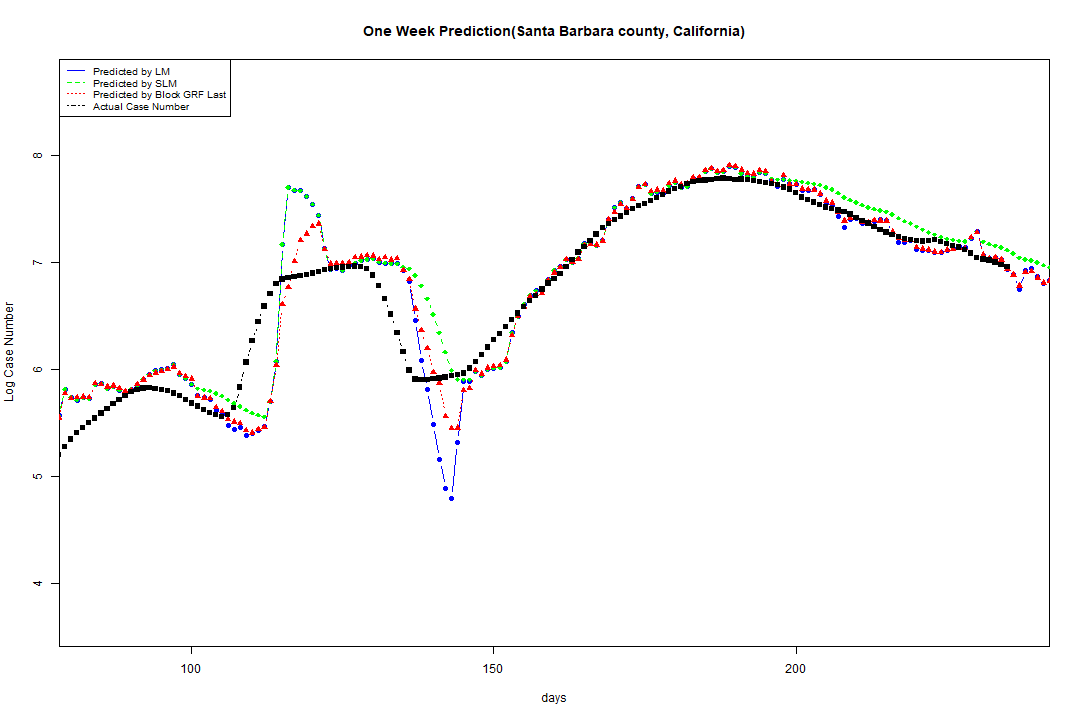 One Week Prediction(Santa Barbara county, California)
Predicted by LM
Predicted by SLM
Predicted by Block GRF Last
Actual Case Number
Log Case Number
8
7
6
5
4
100
150
200
days